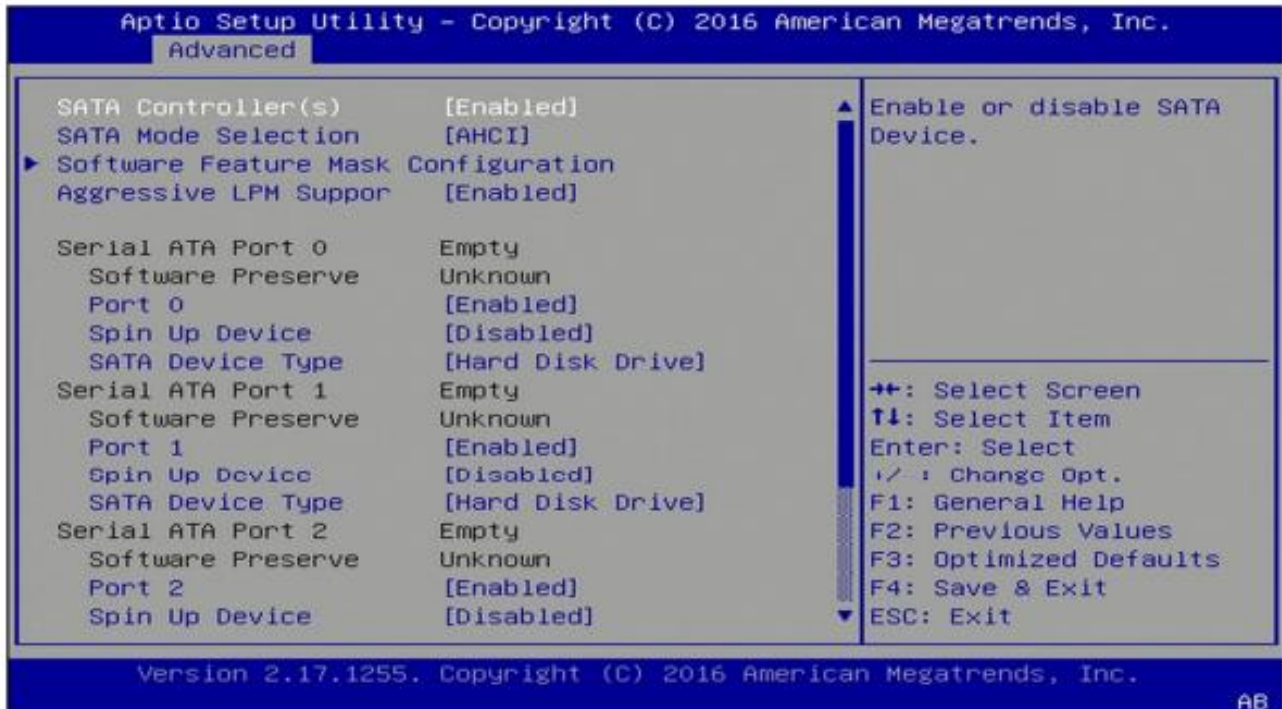 Aptio Setup Utility – Copyright (C) 2016 American Megatrends, Inc.
Advanced
SATA Controller(s) [Enabled]
SATA Mode Selection [AHCI]
▶ Software Feature Mask Configuration
Aggressive LPM Suppor [Enabled]
Serial ATA Port 0 Empty
Software Preserve Unknown
Port 0 [Enabled]
Spin Up Device [Disabled]
SATA Device Type [Hard Disk Drive]
Serial ATA Port 1 Empty
Software Preserve Unknown
Port 1 [Enabled]
Spin Up Device [Disabled]
SATA Device Type [Hard Disk Drive]
Serial ATA Port 2 Empty
Software Preserve Unknown
Port 2 [Enabled]
Spin Up Device [Disabled]
Enable or disable SATA
Device.
→←: Select Screen
↑↓: Select Item
Enter: Select
+/-: Change Opt.
F1: General Help
F2: Previous Values
F3: Optimized Defaults
F4: Save & Exit
ESC: Exit
Version 2.17.1255. Copyright (C) 2016 American Megatrends, Inc.
AB